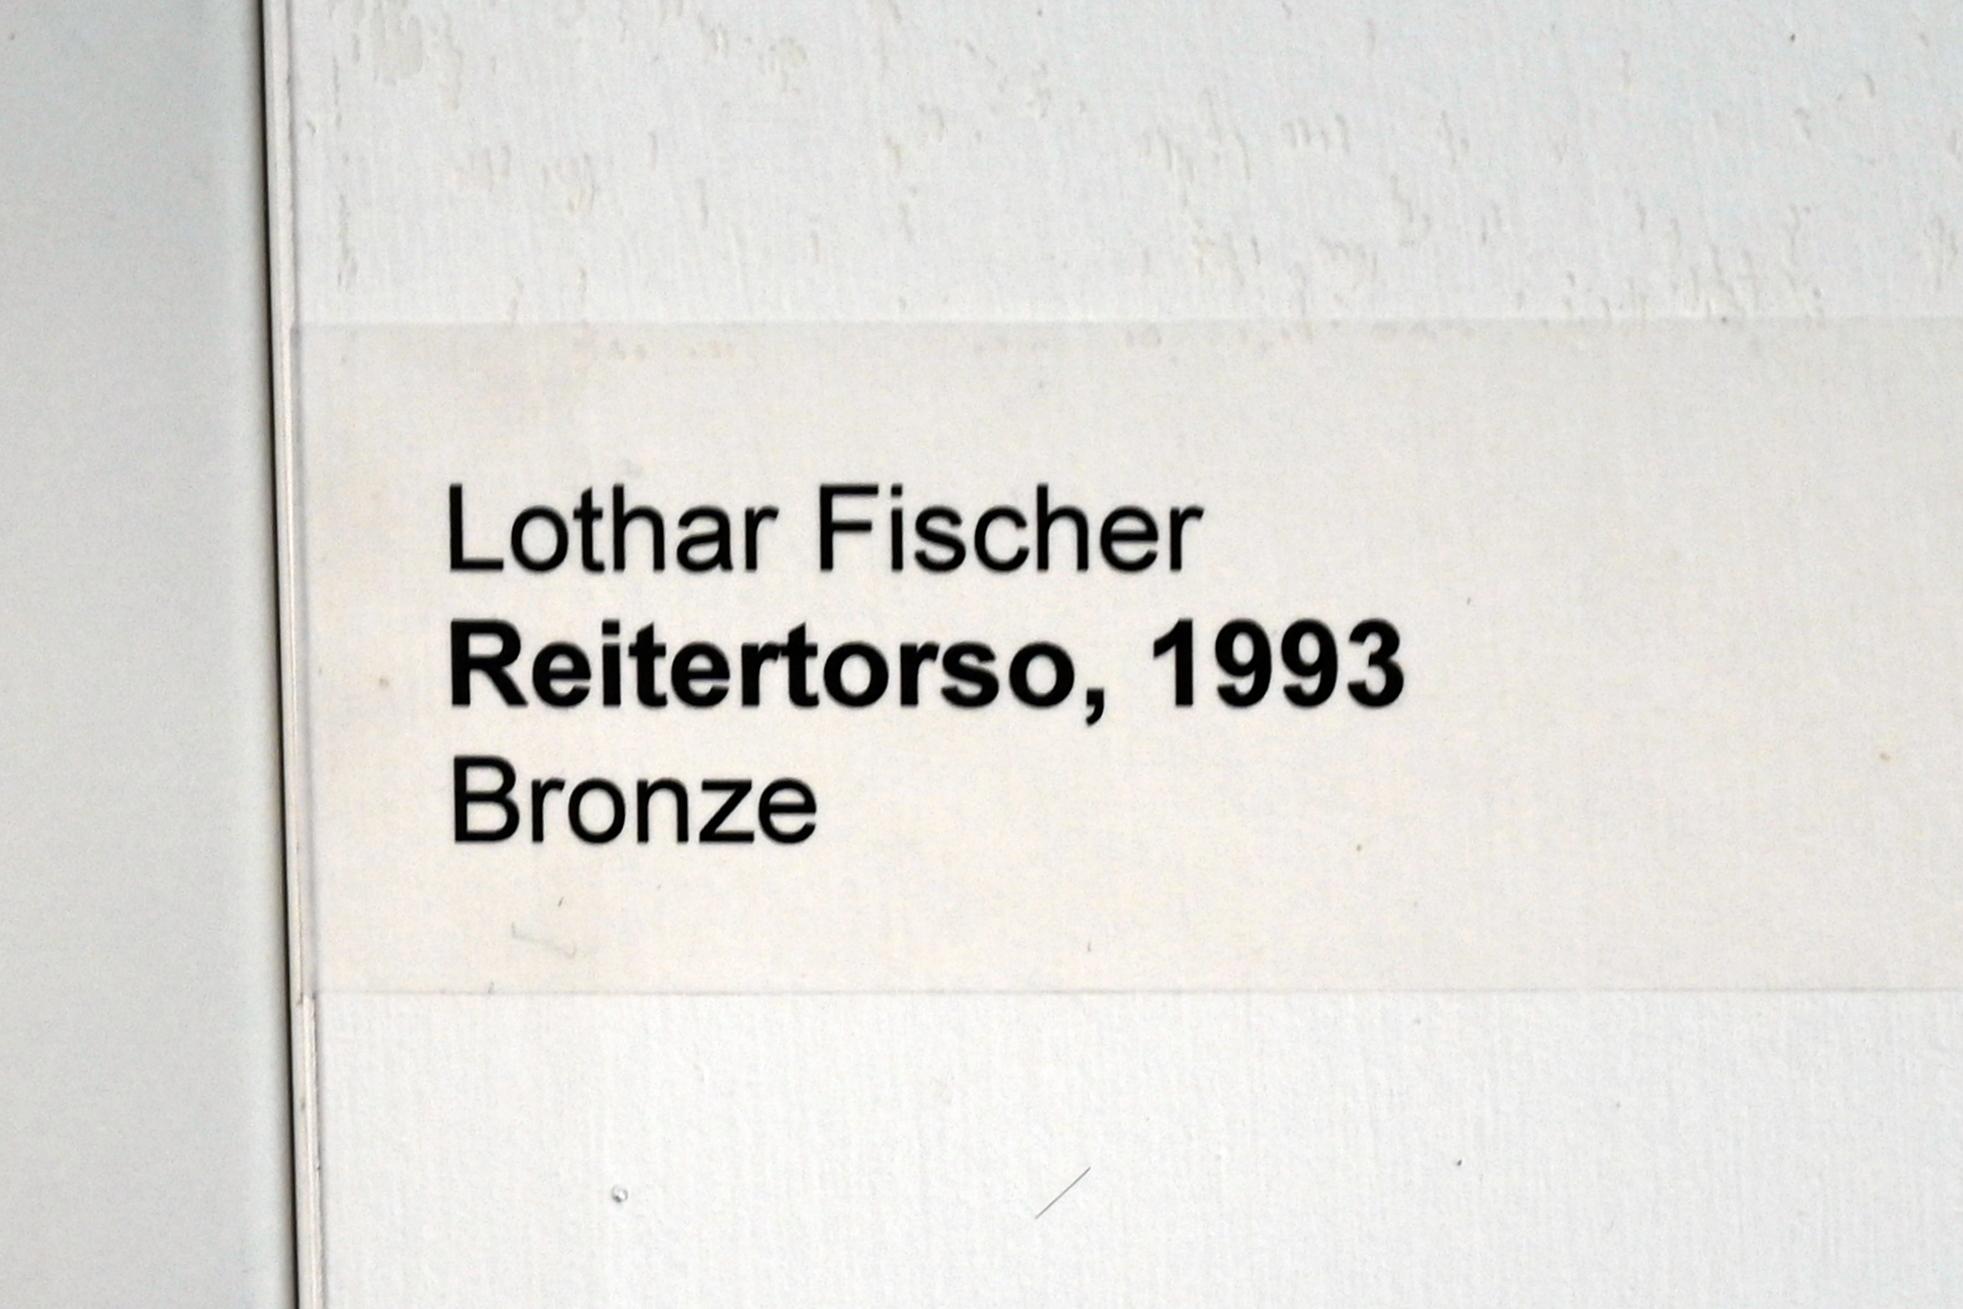 Lothar Fischer
Reitertorso, 1993
Bronze